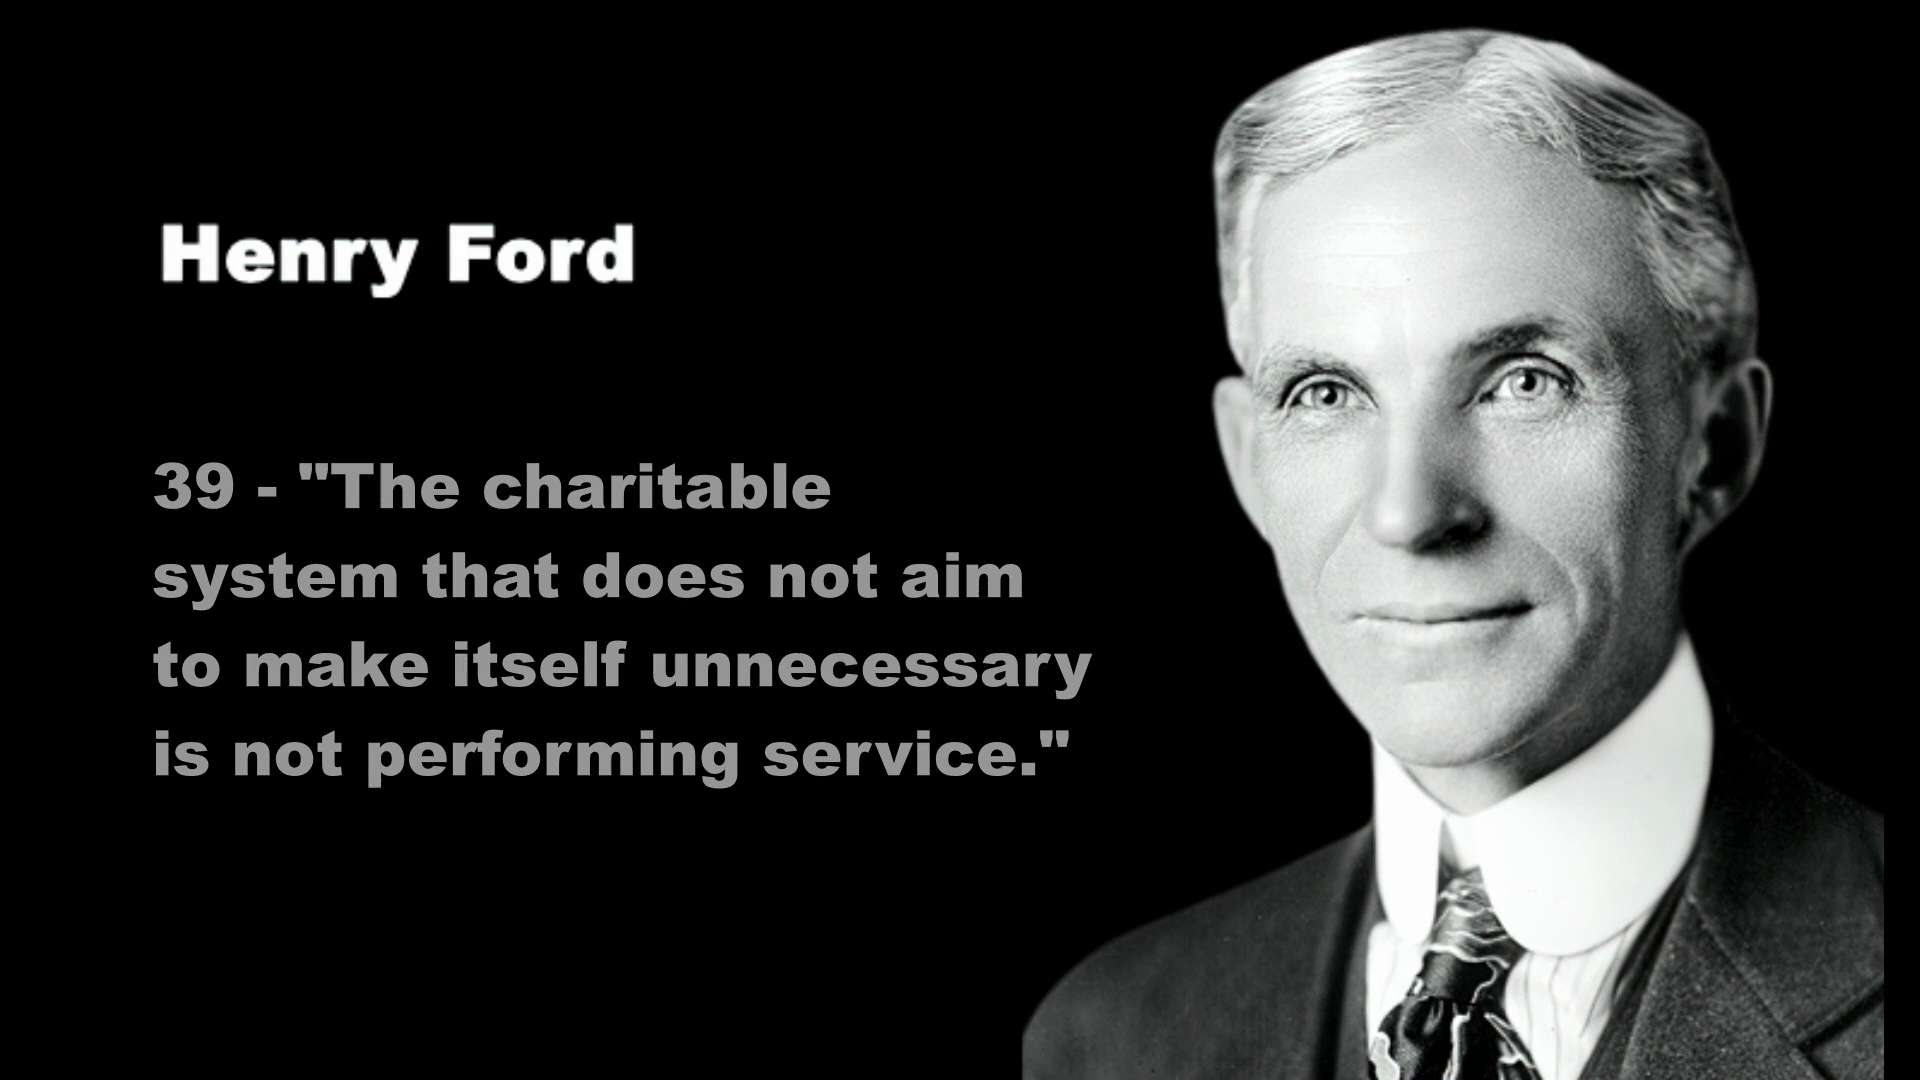 Henry Ford
39 - "The charitable
system that does not aim
to make itself unnecessary
is not performing service."